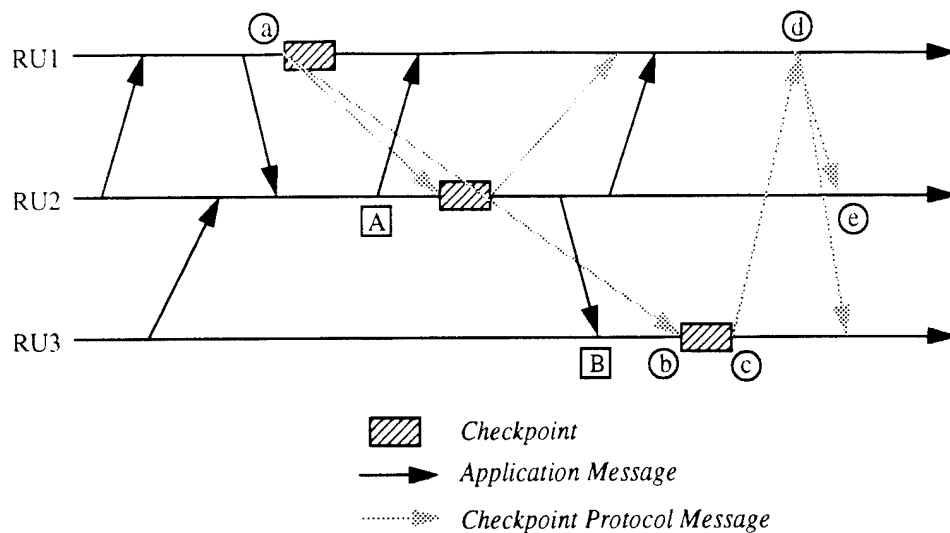 a
d
RU1
RU2
A
e
RU3
B
b
c
Checkpoint
Application Message
Checkpoint Protocol Message